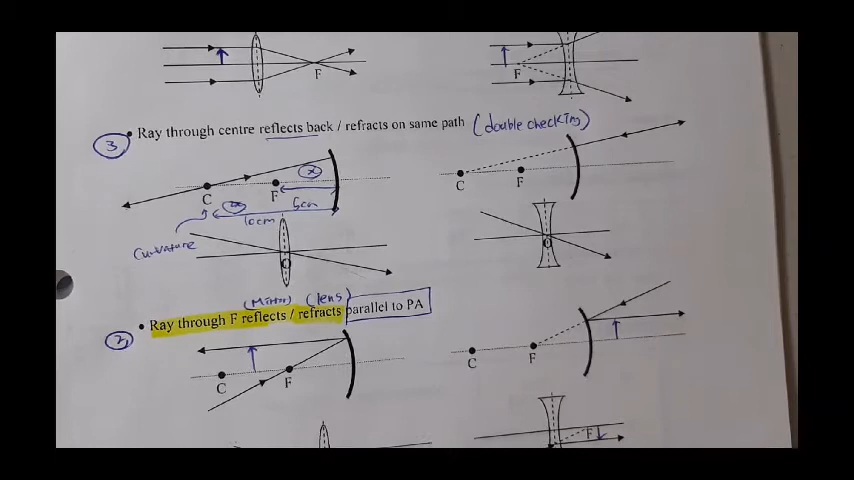 F
F
3 • Ray through centre reflects back / refracts on same path (double checking)
C F x
2x 5cm
10cm
Curvature
C F
O
O
(Mirror) (lens)
2, • Ray through F reflects / refracts parallel to PA
C F
C F
F